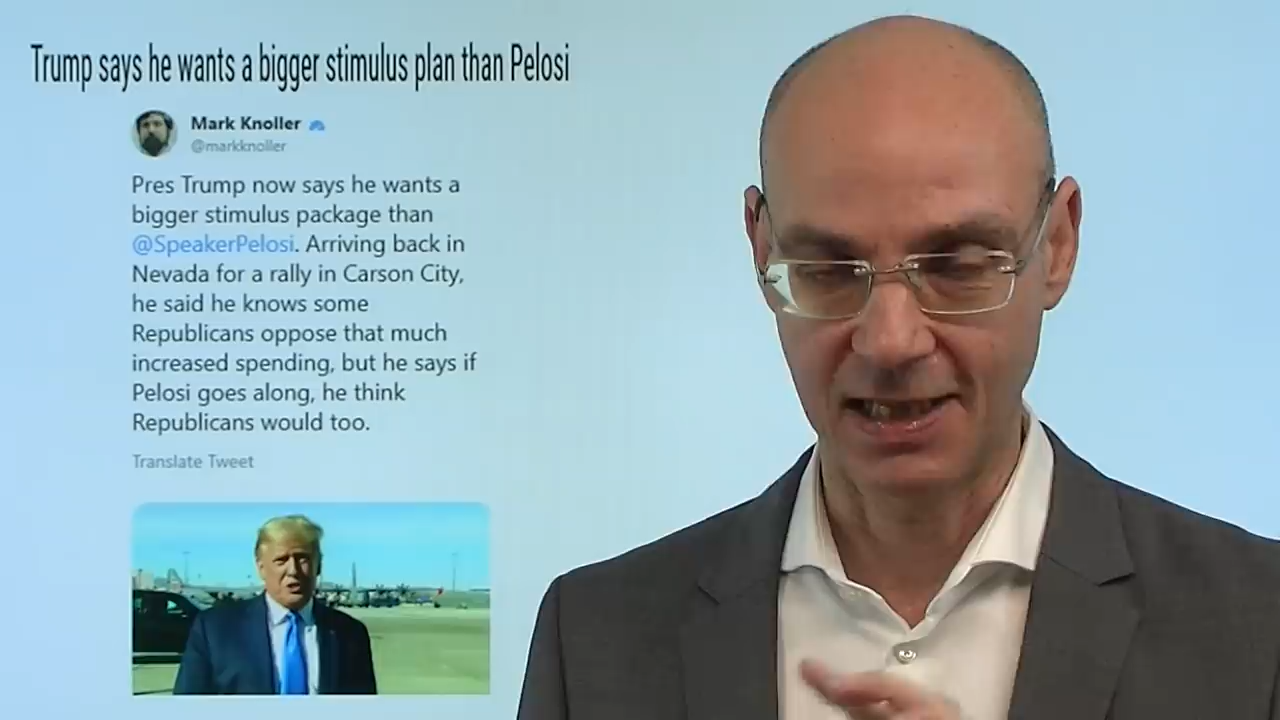 Trump says he wants a bigger stimulus plan than Pelosi
Mark Knoller
@markknoller
Pres Trump now says he wants a
bigger stimulus package than
@SpeakerPelosi. Arriving back in
Nevada for a rally in Carson City,
he said he knows some
Republicans oppose that much
increased spending, but he says if
Pelosi goes along, he think
Republicans would too.
Translate Tweet